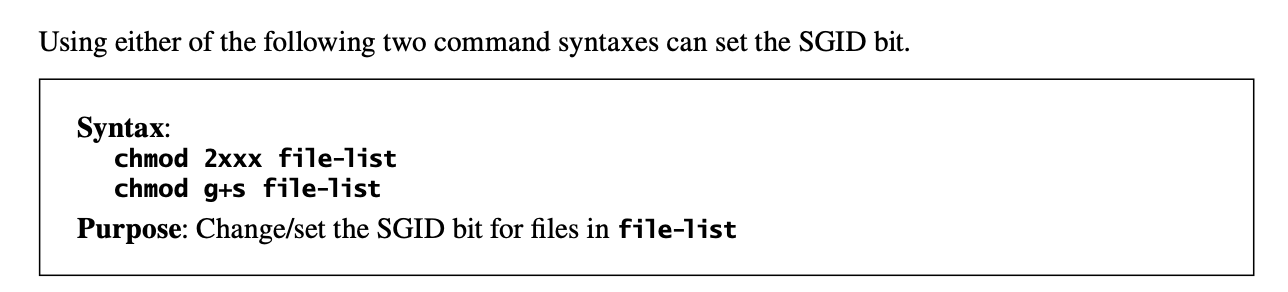 Using either of the following two command syntaxes can set the SGID bit.
Syntax:
chmod 2xxx file-list
chmod g+s file-list
Purpose: Change/set the SGID bit for files in file-list